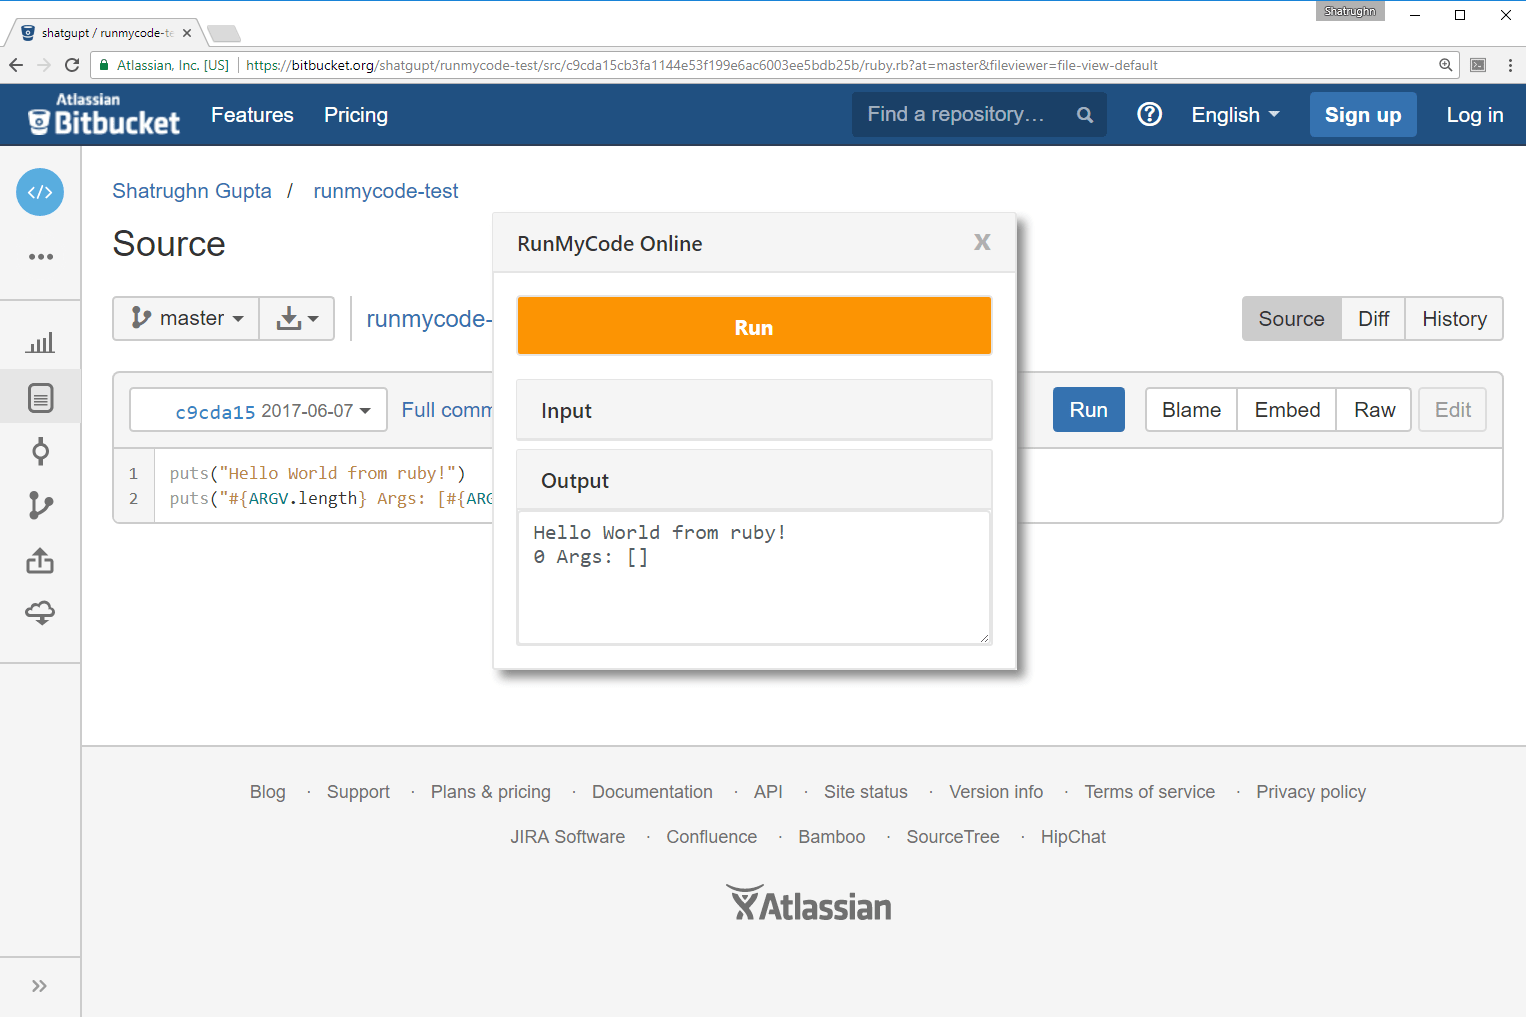 Shatrughn
shatgupt / runmycode-te
Atlassian, Inc. [US] https://bitbucket.org/shatgupt/runmycode-test/src/c9cda15cb3fa1144e53f199e6ac6003ee5bdb25b/ruby.rb?at=master&fileviewer=file-view-default
Atlassian
Bitbucket Features Pricing Find a repository... English Sign up Log in
Shatrughn Gupta / runmycode-test
Source
RunMyCode Online X
master runmycode- Source Diff History
Run
c9cda15 2017-06-07 Full comm Run Blame Embed Raw Edit
Input
1 puts("Hello World from ruby!")
2 puts("#{ARGV.length} Args: [#{ARG
Output
Hello World from ruby!
0 Args: []
Blog · Support · Plans & pricing · Documentation · API · Site status · Version info · Terms of service · Privacy policy
JIRA Software · Confluence · Bamboo · SourceTree · HipChat
Atlassian